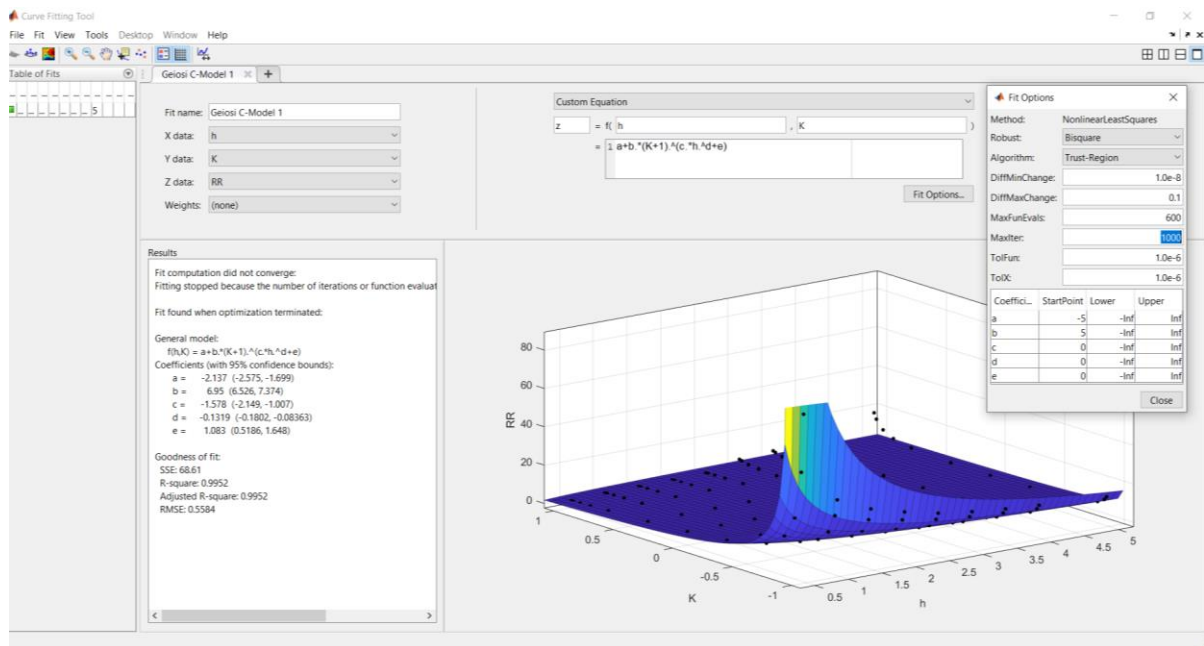 Curve Fitting Tool
File Fit View Tools Desktop Window Help
Table of Fits
Geiosi C-Model 1
5
Fit name: Geiosi C-Model 1
X data: h
Y data: K
Z data: RR
Weights: (none)
Custom Equation
z = f( h , K )
= 1 a+b.*(K+1).^(c.*h.^d+e)
Fit Options...
Fit Options
Method: NonlinearLeastSquares
Robust: Bisquare
Algorithm: Trust-Region
DiffMinChange: 1.0e-8
DiffMaxChange: 0.1
MaxFunEvals: 600
MaxIter: 1000
TolFun: 1.0e-6
TolX: 1.0e-6
Coeffici... StartPoint Lower Upper
a -5 -Inf Inf
b 5 -Inf Inf
c 0 -Inf Inf
d 0 -Inf Inf
e 0 -Inf Inf
Close
Results
Fit computation did not converge:
Fitting stopped because the number of iterations or function evaluat
Fit found when optimization terminated:
General model:
f(h,K) = a+b.*(K+1).^(c.*h.^d+e)
Coefficients (with 95% confidence bounds):
a = -2.137 (-2.575, -1.699)
b = 6.95 (6.526, 7.374)
c = -1.578 (-2.149, -1.007)
d = -0.1319 (-0.1802, -0.08363)
e = 1.083 (0.5186, 1.648)
Goodness of fit:
SSE: 68.61
R-square: 0.9952
Adjusted R-square: 0.9952
RMSE: 0.5584
80
60
40
20
0
RR
1
0.5
0
-0.5
-1
K
0.5
1
1.5
2
2.5
3
3.5
4
4.5
5
h